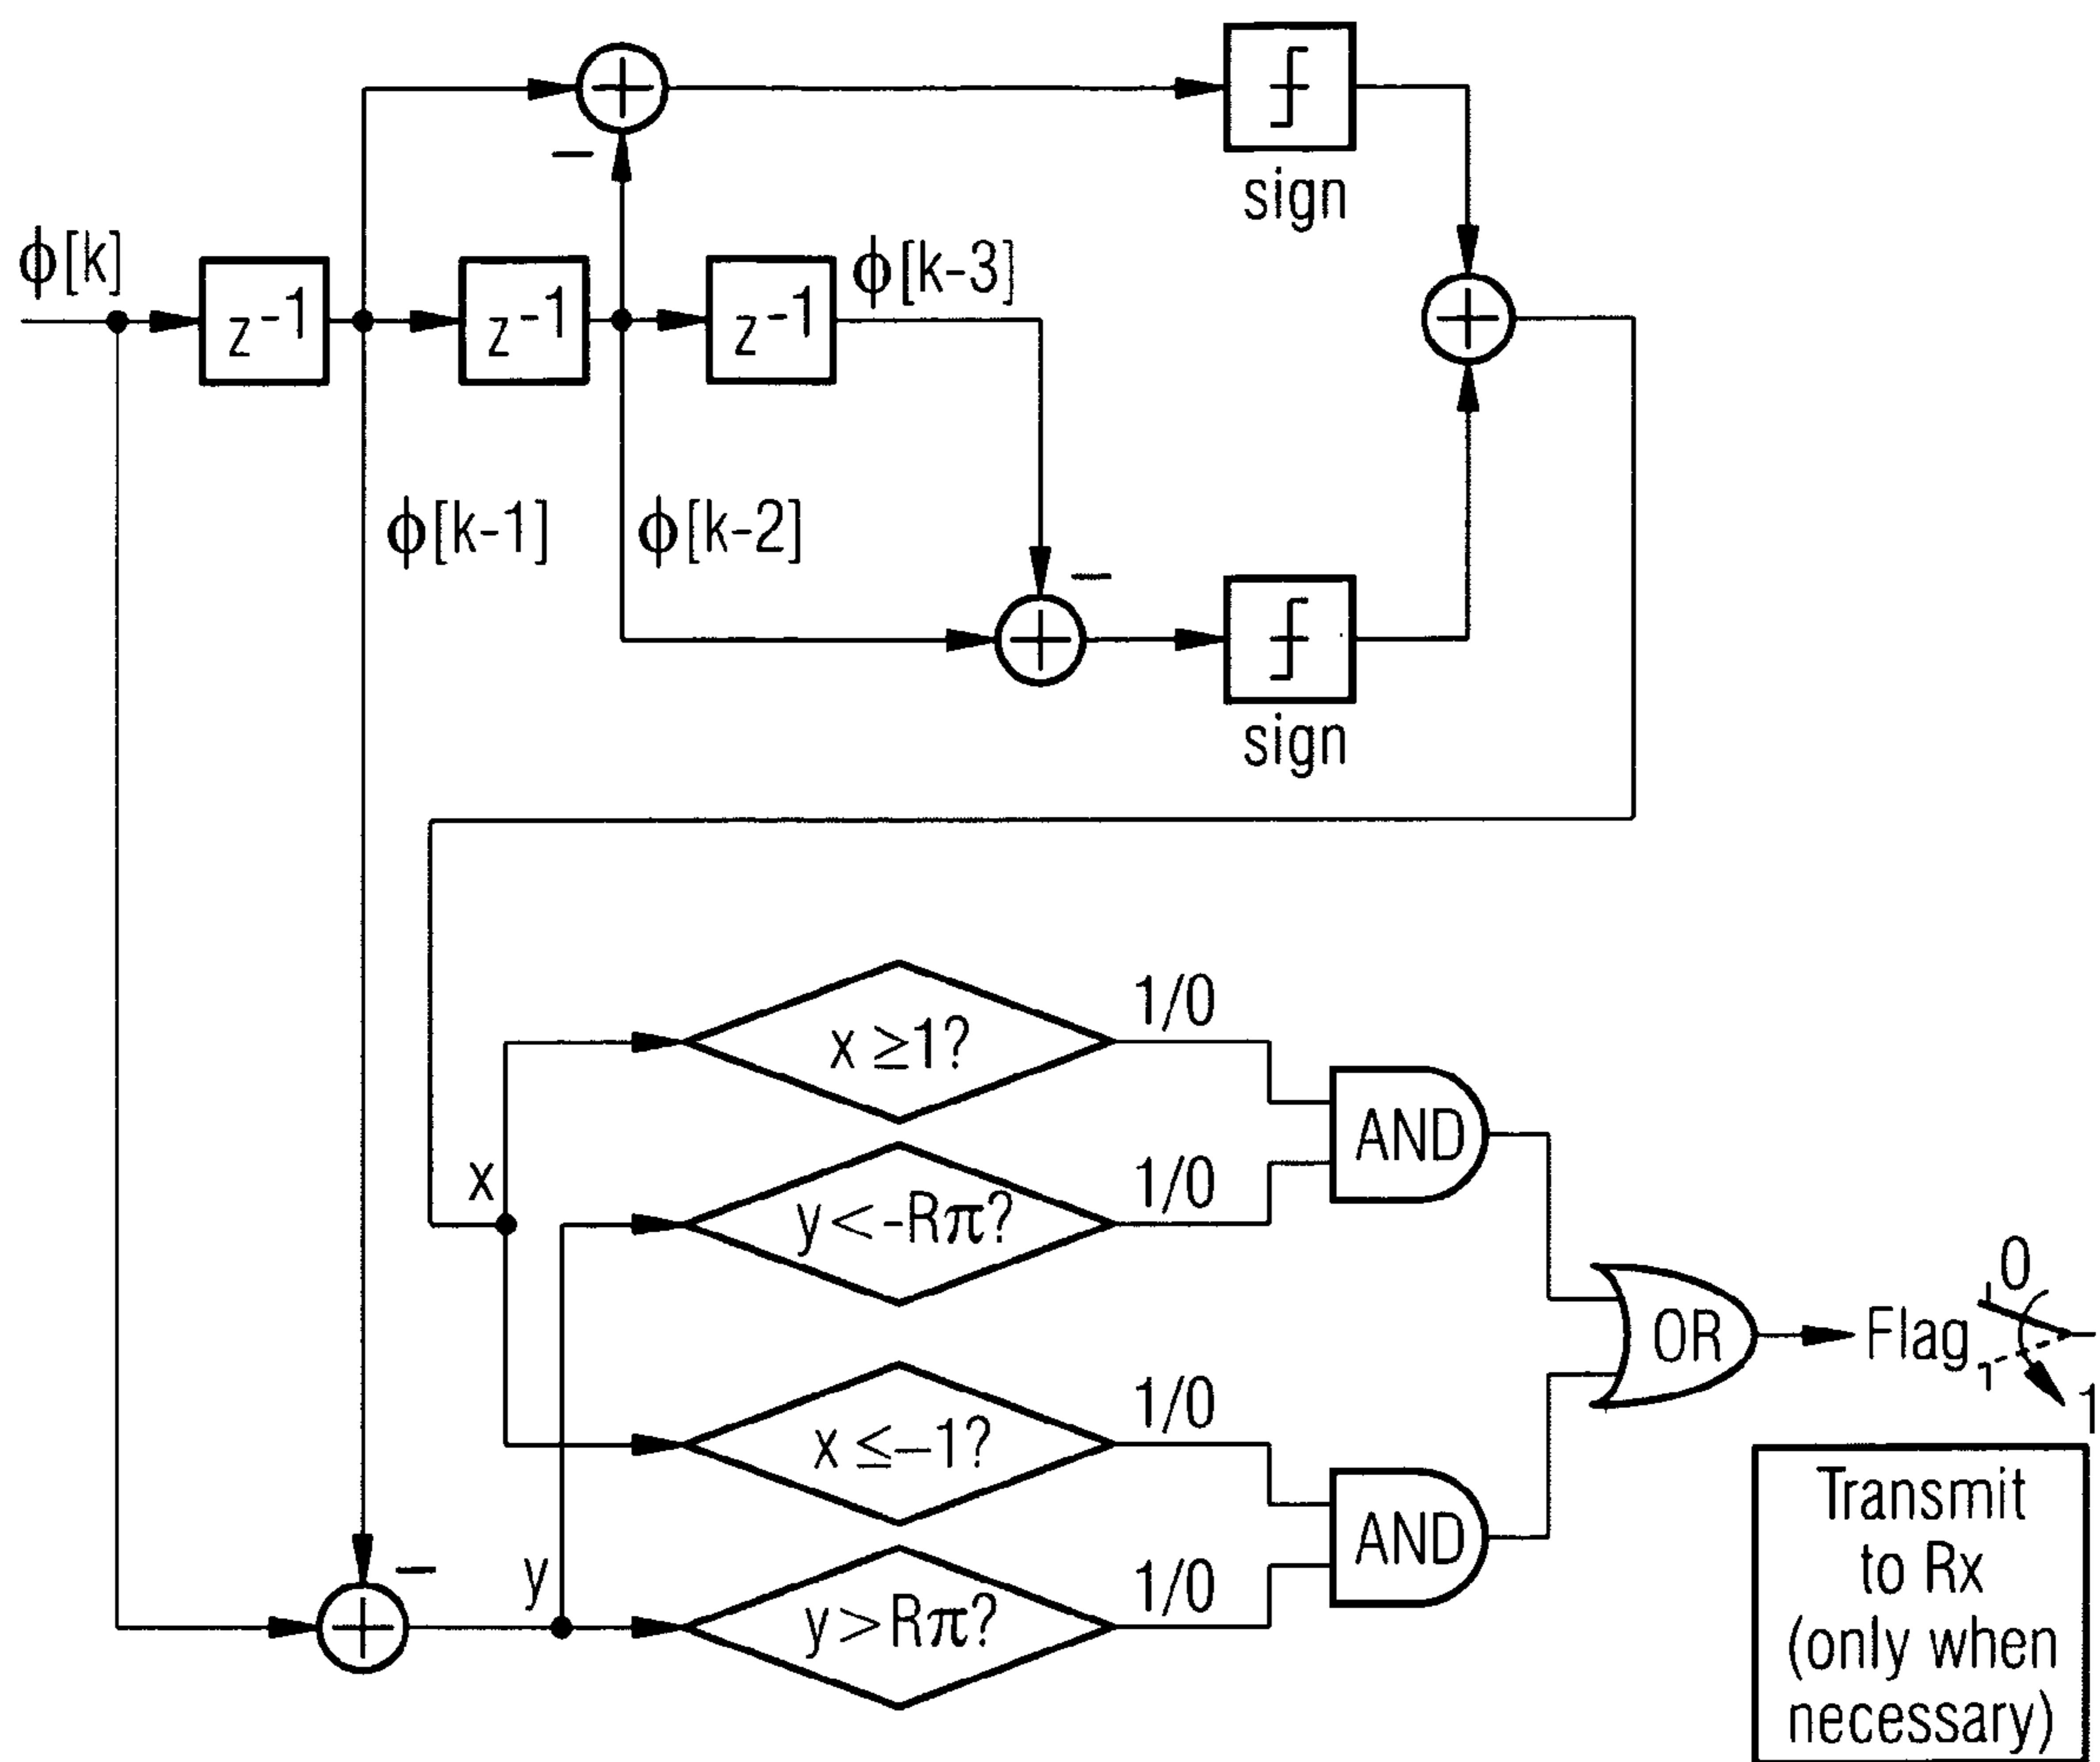 sign
ϕ[k]
z⁻¹
z⁻¹
z⁻¹
ϕ[k-3]
ϕ[k-1]
ϕ[k-2]
sign
x ≥1?
1/0
AND
x
y<-Rπ?
1/0
OR
Flag
0
1
x ≤–1?
1/0
AND
y
y>Rπ?
1/0
Transmit
to Rx
(only when
necessary)